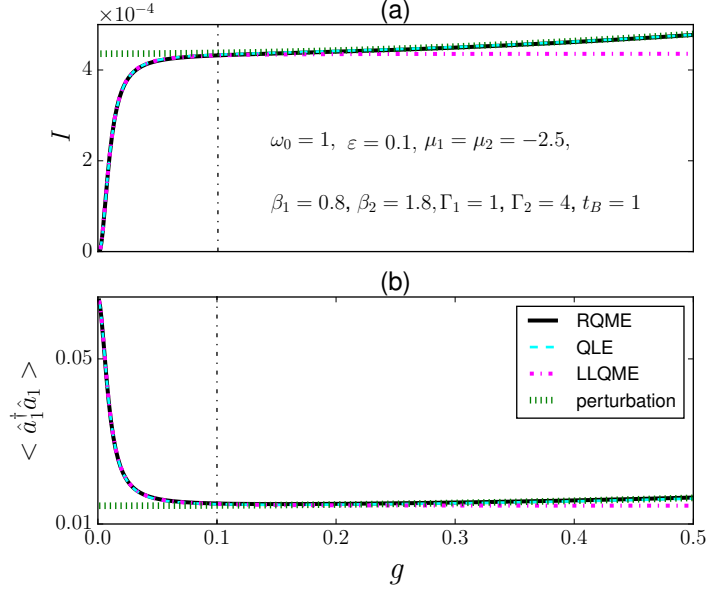 ×10⁻⁴
(a)
4
2
0
I
ω₀ = 1, ε = 0.1, μ₁ = μ₂ = −2.5,
β₁ = 0.8, β₂ = 1.8, Γ₁ = 1, Γ₂ = 4, t_B = 1
(b)
0.05
0.01
< â₁†â₁ >
RQME
QLE
LLQME
perturbation
0.0 0.1 0.2 0.3 0.4 0.5
g